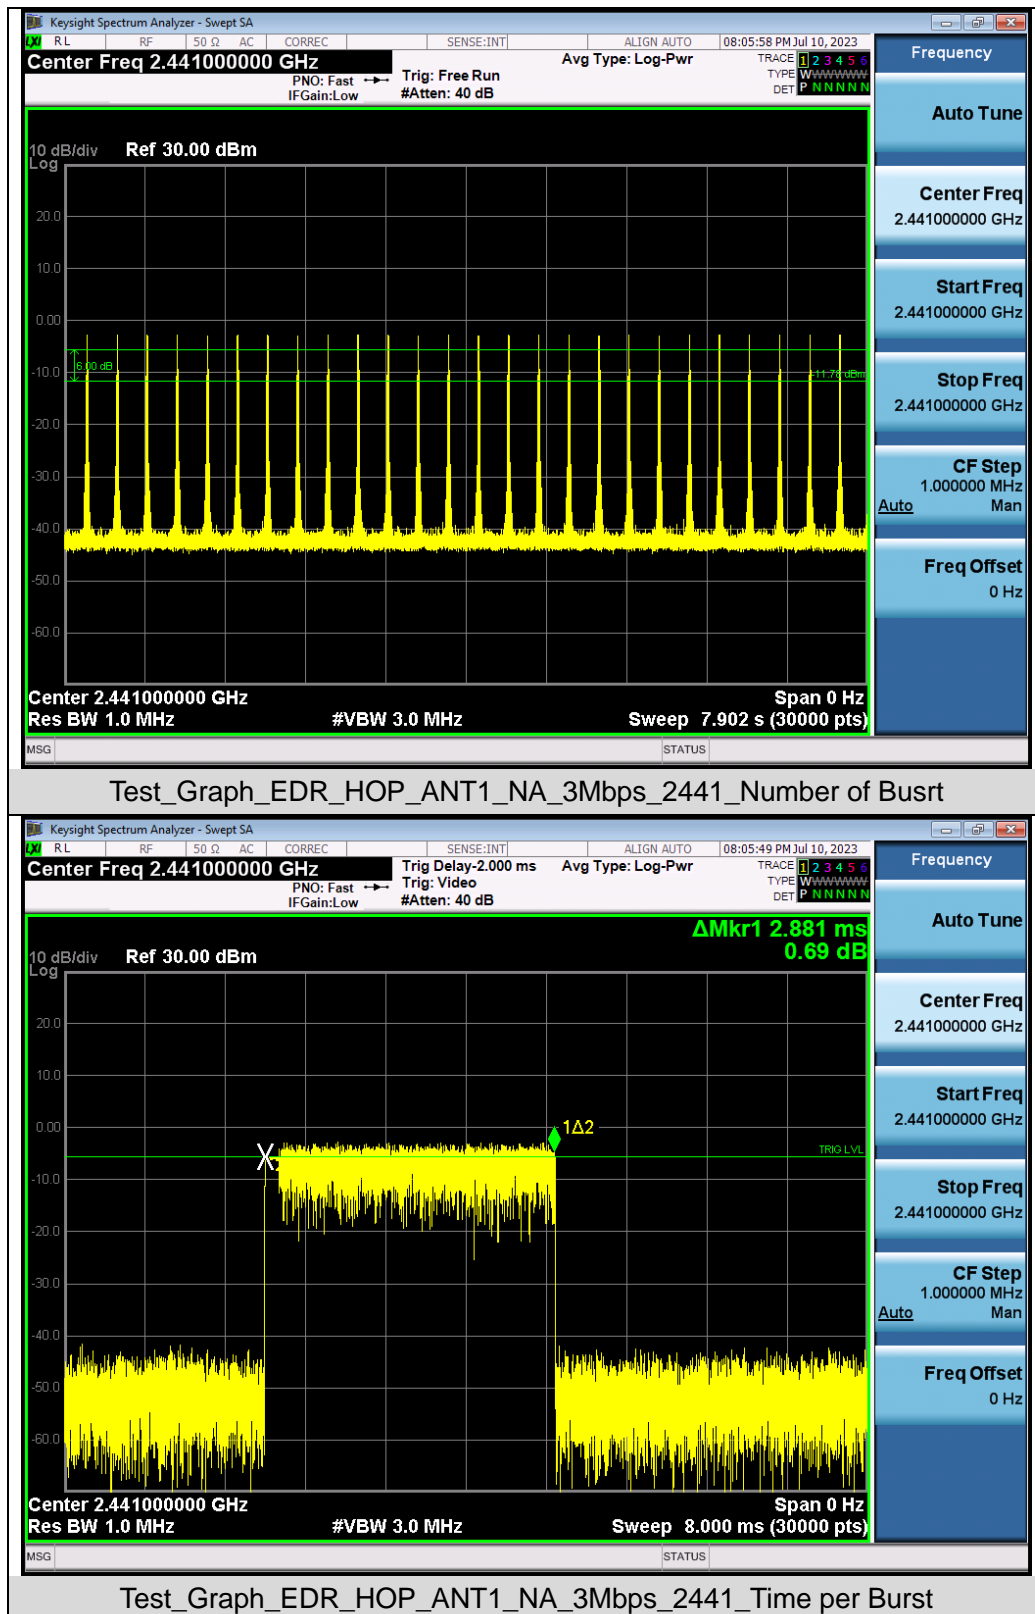 Keysight Spectrum Analyzer - Swept SA
LXI RL RF 50 Ω AC CORREC SENSE:INT ALIGN AUTO 08:05:58 PM Jul 10, 2023
Center Freq 2.441000000 GHz
PNO: Fast
IFGain:Low
Trig: Free Run
#Atten: 40 dB
Avg Type: Log-Pwr
TRACE 1 2 3 4 5 6
TYPE WWWWWW
DET P N N N N N
10 dB/div Ref 30.00 dBm
Log
20.0
10.0
0.00
6.00 dB
-10.0
-11.78 dBm
-20.0
-30.0
-40.0
-50.0
-60.0
Center 2.441000000 GHz Span 0 Hz
Res BW 1.0 MHz #VBW 3.0 MHz Sweep 7.902 s (30000 pts)
MSG STATUS
Frequency
Auto Tune
Center Freq
2.441000000 GHz
Start Freq
2.441000000 GHz
Stop Freq
2.441000000 GHz
CF Step
1.000000 MHz
Auto Man
Freq Offset
0 Hz
Test_Graph_EDR_HOP_ANT1_NA_3Mbps_2441_Number of Busrt
Keysight Spectrum Analyzer - Swept SA
LXI RL RF 50 Ω AC CORREC SENSE:INT ALIGN AUTO 08:05:49 PM Jul 10, 2023
Center Freq 2.441000000 GHz
PNO: Fast
IFGain:Low
Trig Delay-2.000 ms
Trig: Video
#Atten: 40 dB
Avg Type: Log-Pwr
TRACE 1 2 3 4 5 6
TYPE WWWWWW
DET P N N N N N
ΔMkr1 2.881 ms
0.69 dB
10 dB/div Ref 30.00 dBm
Log
20.0
10.0
0.00
1Δ2
TRIG LVL
-10.0
-20.0
-30.0
-40.0
-50.0
-60.0
Center 2.441000000 GHz Span 0 Hz
Res BW 1.0 MHz #VBW 3.0 MHz Sweep 8.000 ms (30000 pts)
MSG STATUS
Frequency
Auto Tune
Center Freq
2.441000000 GHz
Start Freq
2.441000000 GHz
Stop Freq
2.441000000 GHz
CF Step
1.000000 MHz
Auto Man
Freq Offset
0 Hz
Test_Graph_EDR_HOP_ANT1_NA_3Mbps_2441_Time per Burst